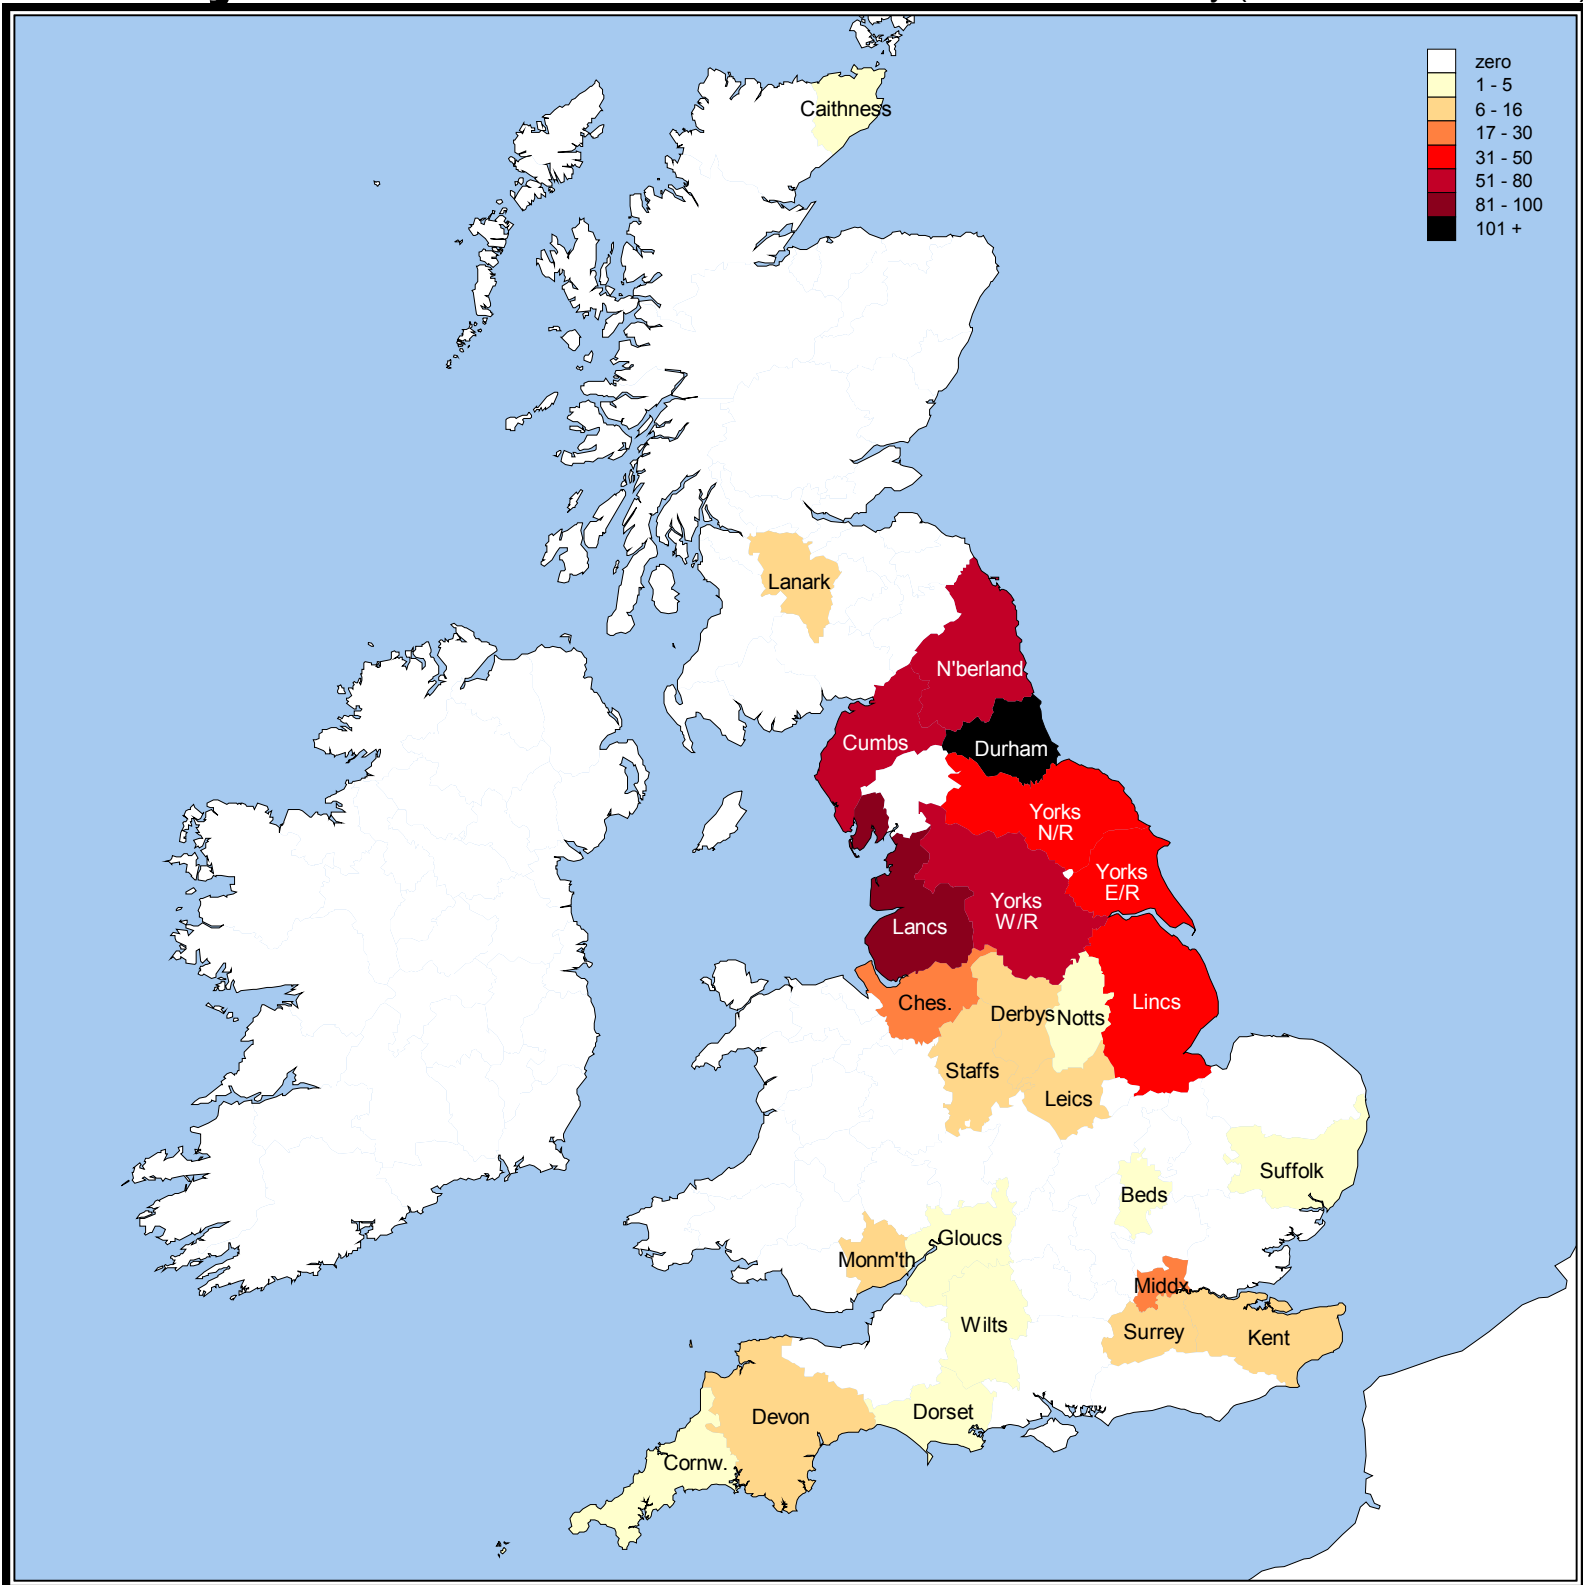 zero
1 - 5
6 - 16
17 - 30
31 - 50
51 - 80
81 - 100
101 +
Caithness
Lanark
N'berland
Cumbs
Durham
Yorks
N/R
Yorks
E/R
Yorks
W/R
Lancs
Ches.
Derbys
Notts
Lincs
Staffs
Leics
Suffolk
Beds
Gloucs
Monm'th
Middx
Wilts
Surrey
Kent
Dorset
Devon
Cornw.